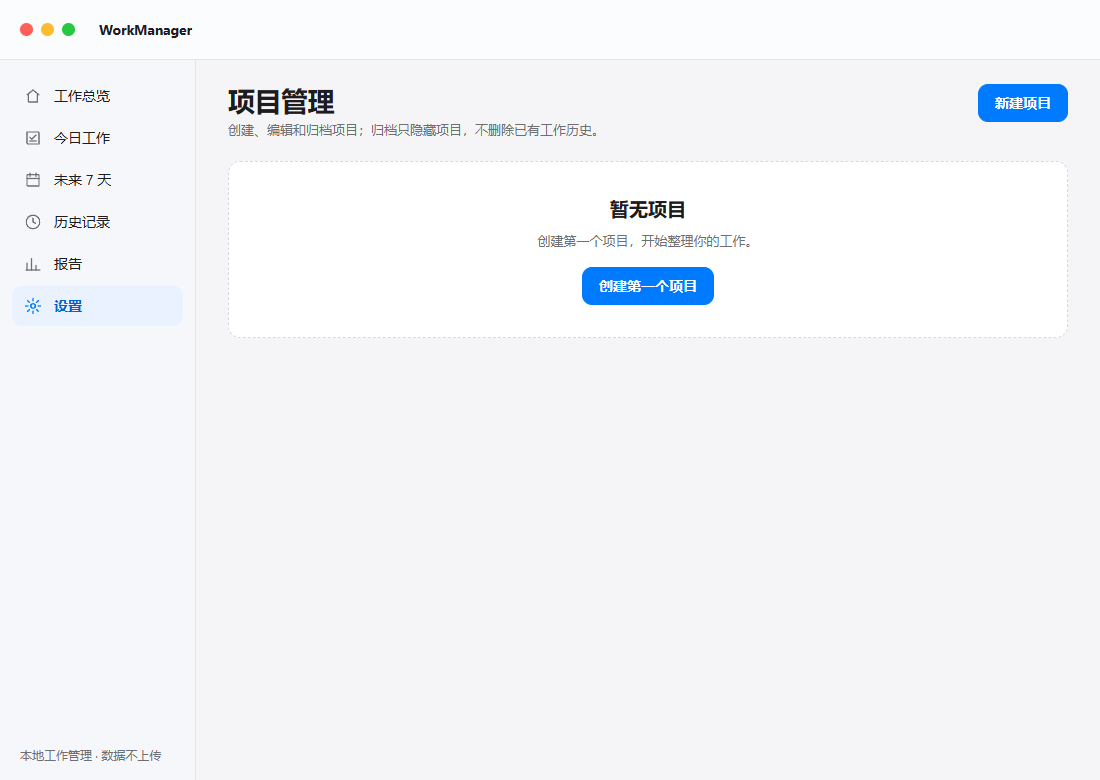 WorkManager
工作总览
今日工作
未来 7 天
历史记录
报告
设置
本地工作管理 · 数据不上传
项目管理
创建、编辑和归档项目；归档只隐藏项目，不删除已有工作历史。
新建项目
暂无项目
创建第一个项目，开始整理你的工作。
创建第一个项目